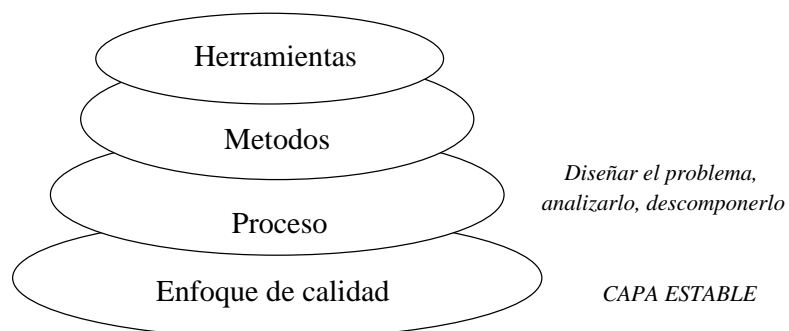 Herramientas
Metodos
Diseñar el problema,
analizarlo, descomponerlo
Proceso
Enfoque de calidad
CAPA ESTABLE